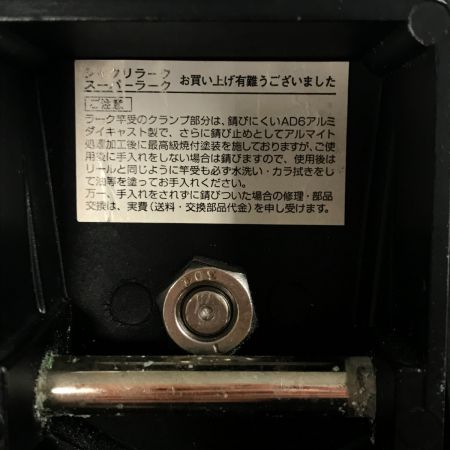 スーパーラーク お買い上げ有難うございました
ご注意
ラーク竿受のクランプ部分は、錆びにくいAD6アルミ
ダイキャスト製で、さらに錆び止めとしてアルマイト
処理加工後に最高級焼付塗装を施しておりますが、ご使
用後に手入れをしない場合は錆びますので、使用後は
リールと同じように竿受も必ず水洗い・カラ拭きをし
て油等を塗ってお手入れください。
万一、手入れをされずに錆びついた場合の修理・部品
交換は、実費(送料・交換部品代金)を申し受けます。
304